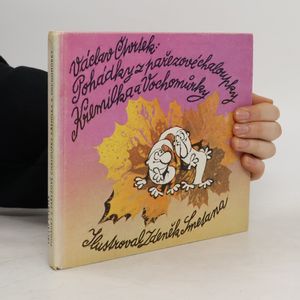 Václav Čtvrtek:
Pohádky z pařezové chaloupky
Křemílka a Vochomůrky
Ilustroval Zdeněk Smetana